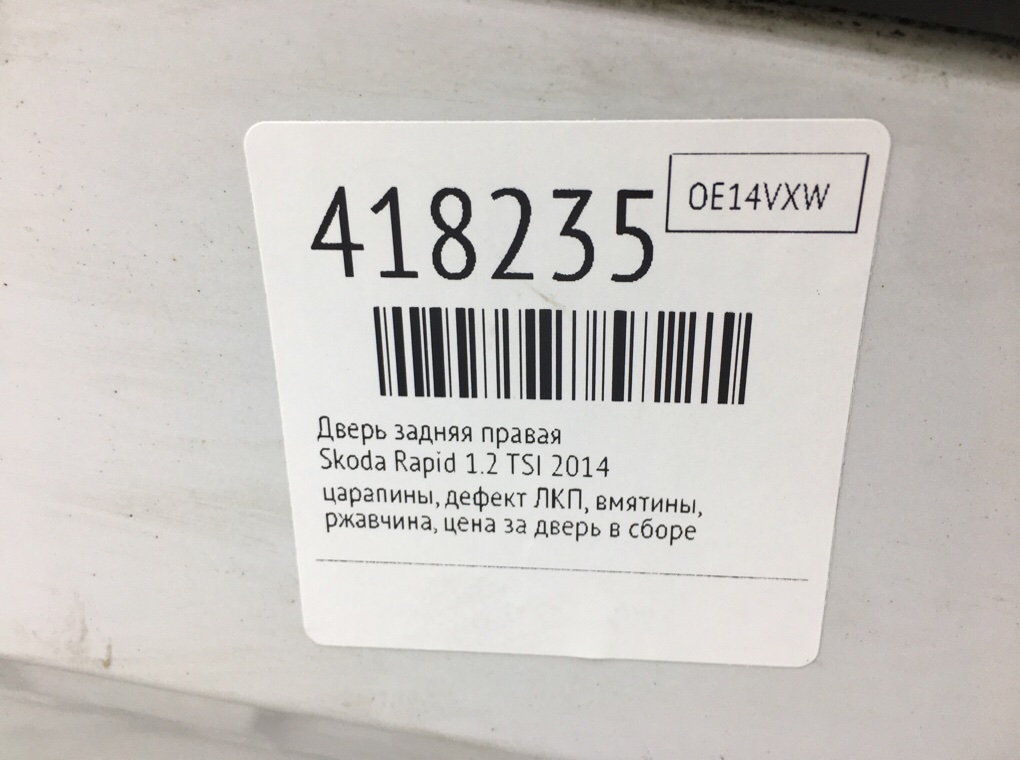 418235
OE14VXW
Дверь задняя правая
Skoda Rapid 1.2 TSI 2014
царапины, дефект ЛКП, вмятины,
ржавчина, цена за дверь в сборе